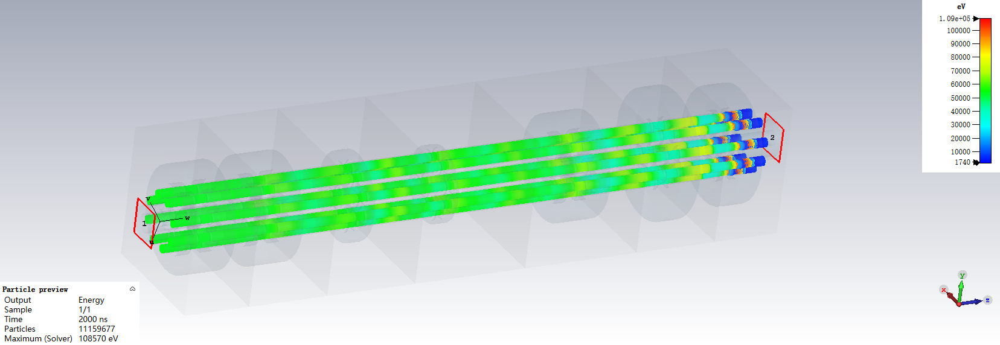 eV
1.09e+05
100000
90000
80000
70000
60000
50000
40000
30000
20000
10000
1740
2
v
w
1
u
Particle preview
Output Energy
Sample 1/1
Time 2000 ns
Particles 11159677
Maximum (Solver) 108570 eV
y
x
z